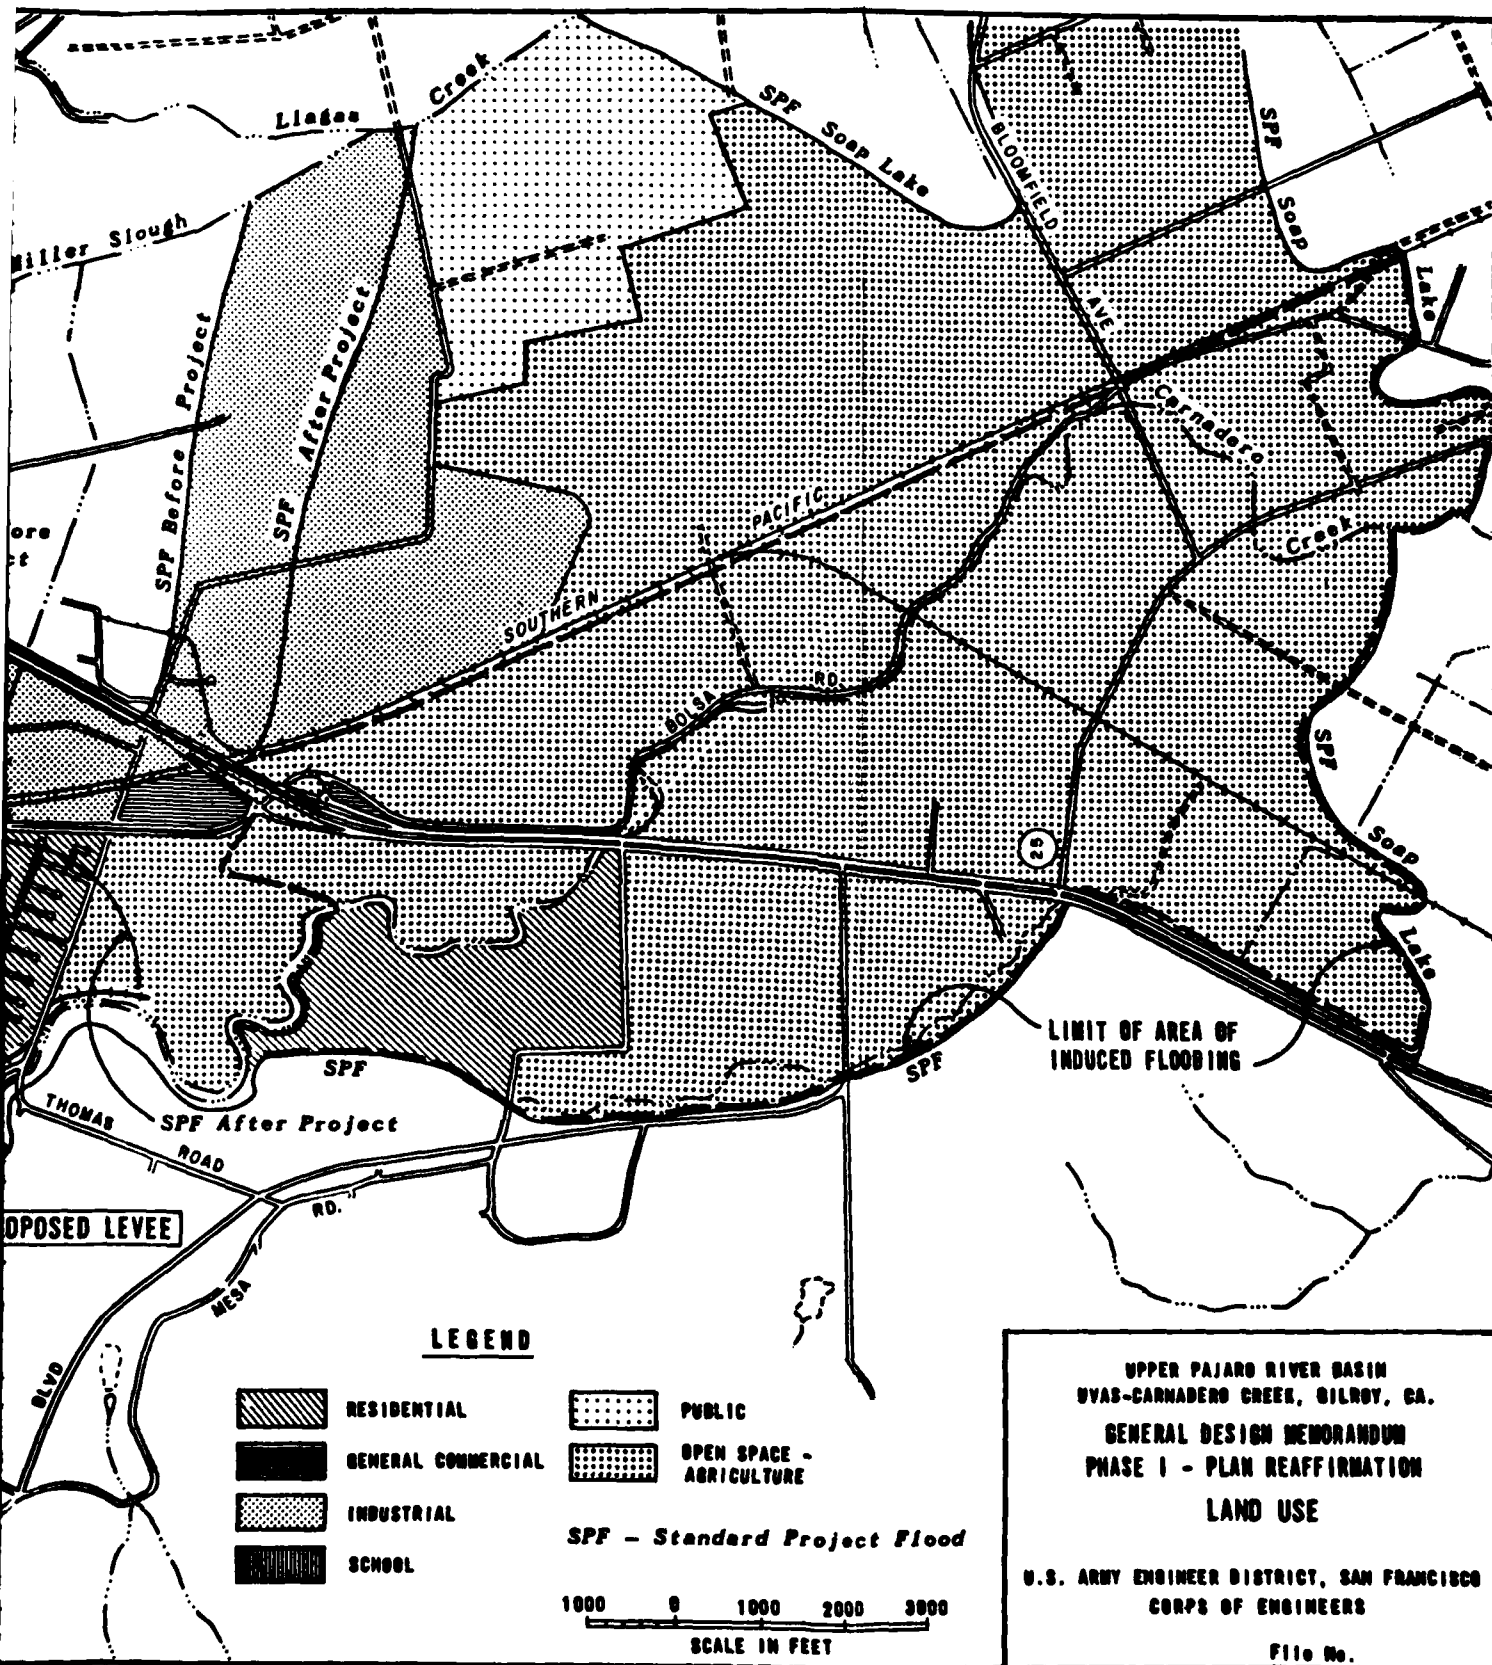 Llagas
Creek
SPF
Soap Lake
BLOOMFIELD
AVE
SPF
Soap
Lake
Miller Slough
SPF Before Project
SPF After Project
ore
ct
Carnadero
Creek
SOUTHERN
PACIFIC
BOLSA
RD.
25
SPF
Soap
Lake
LIMIT OF AREA OF
INDUCED FLOODING
SPF
SPF
SPF After Project
THOMAS
ROAD
RD.
MESA
BLVD
OPOSED LEVEE
LEGEND
RESIDENTIAL
GENERAL COMMERCIAL
INDUSTRIAL
SCHOOL
PUBLIC
OPEN SPACE -
AGRICULTURE
SPF - Standard Project Flood
1000 0 1000 2000 3000
SCALE IN FEET
UPPER PAJARO RIVER BASIN
UVAS-CARNADERO CREEK, GILROY, CA.
GENERAL DESIGN MEMORANDUM
PHASE I - PLAN REAFFIRMATION
LAND USE
U.S. ARMY ENGINEER DISTRICT, SAN FRANCISCO
CORPS OF ENGINEERS
File No.